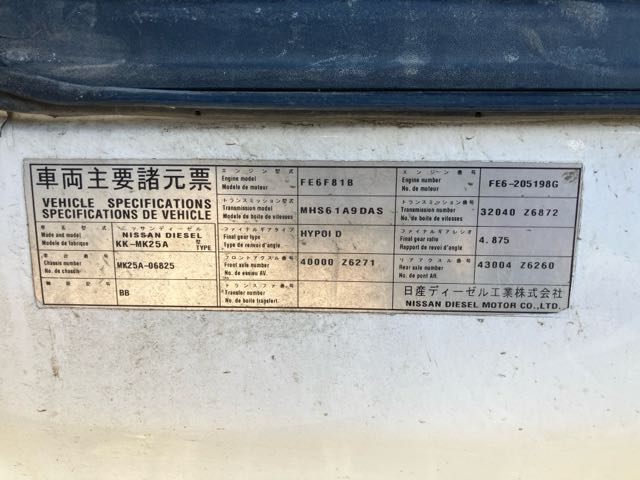 車両主要諸元票
VEHICLE SPECIFICATIONS
SPECIFICATIONS DE VEHICLE
車名型式 ニッサンディーゼル
Make and model NISSAN DIESEL
Modele de fabrique KK-MK25A 型 TYPE
車台番号
Chassis number MK25A-06825
No. de chassis
BB
エンジン型式
Engine model FE6F81B
Modele de moteur
トランスミッション型式
Transmission model MHS61A9DAS
Modele de boite de vitesses
ファイナルギアタイプ HYPOID
Final gear type
Type de renvoi d'angle
フロントアクスル番号 40000 Z6271
Front axle number
No. de essieu AV.
トランスファ番号
Transfer number
No. de boite transfert.
エンジン番号
Engine number FE6-205198G
No. de moteur
トランスミッション番号
Transmission number 32040 Z6872
No. de boite de vitesses
ファイナルギアレシオ
Final gear ratio 4.875
Rapport de renvoi d'angle
リアアクスル番号
Rear axle number 43004 Z6260
No. de pont AR.
日産ディーゼル工業株式会社
NISSAN DIESEL MOTOR CO.,LTD.